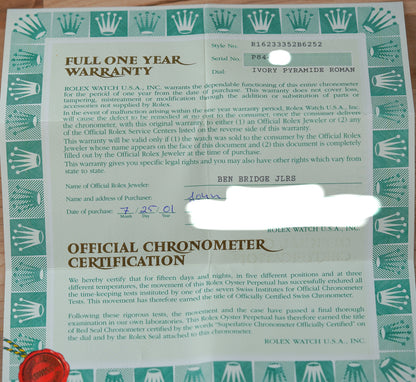 Style No. R16233352B6252
FULL ONE YEAR
WARRANTY
Serial No. P84
Dial: IVORY PYRAMIDE ROMAN
ROLEX WATCH U.S.A., INC. warrants the dependable functioning of this entire chronometer
for the period of one year from the date of purchase. This warranty does not cover loss,
tampering, mistreatment or modification through the addition or substitution of parts or
accessories not supplied by Rolex.
In the event of malfunction within the one year warranty period, Rolex Watch U.S.A., Inc.
will cause the defect to be remedied at no cost to the consumer, once the consumer delivers
the chronometer, with this original warranty, to either (1) an Official Rolex Jeweler or (2) any
of the Official Rolex Service Centers listed on the reverse side of this warranty.
This warranty will be valid only if (1) the watch was sold to the consumer by the Official Rolex
Jeweler whose name appears on the face of this document and (2) this document is completely
filled out by the Official Rolex Jeweler at the time of purchase.
This warranty gives you specific legal rights and you may also have other rights which vary from
state to state.
Name of Official Rolex Jeweler: BEN BRIDGE JLRS
Name and address of Purchaser: John
Date of purchase: 7 / 25 / 01
Month Day Year
ROLEX WATCH U.S.A., INC.
OFFICIAL CHRONOMETER
CERTIFICATION
We hereby certify that for fifteen days and nights, in five different positions and at three
different temperatures, the movement of this Rolex Oyster Perpetual has successfully endured all
the time-keeping tests instituted by one of the seven Swiss Institutes for Official Chronometer
Tests. This movement has therefore earned the title of Officially Certified Swiss Chronometer.
Following these rigorous tests, the movement and the case have passed a final thorough
examination in our own laboratories. This Rolex Oyster Perpetual has therefore earned the title
of Red Seal Chronometer certified by the words "Superlative Chronometer Officially Certified" on
the dial and by the Rolex Seal attached to this chronometer.
ROLEX WATCH U.S.A., INC.